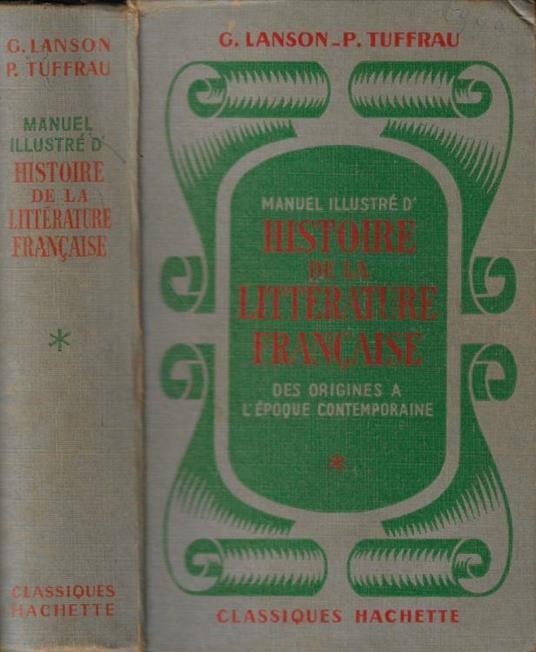 G. LANSON
P. TUFFRAU
MANUEL
ILLUSTRÉ D'
HISTOIRE
DE LA
LITTÉRATURE
FRANÇAISE
*
CLASSIQUES
HACHETTE
G. LANSON - P. TUFFRAU
MANUEL ILLUSTRÉ D'
HISTOIRE
DE LA
LITTÉRATURE
FRANÇAISE
DES ORIGINES A
L'ÉPOQUE CONTEMPORAINE
*
CLASSIQUES HACHETTE